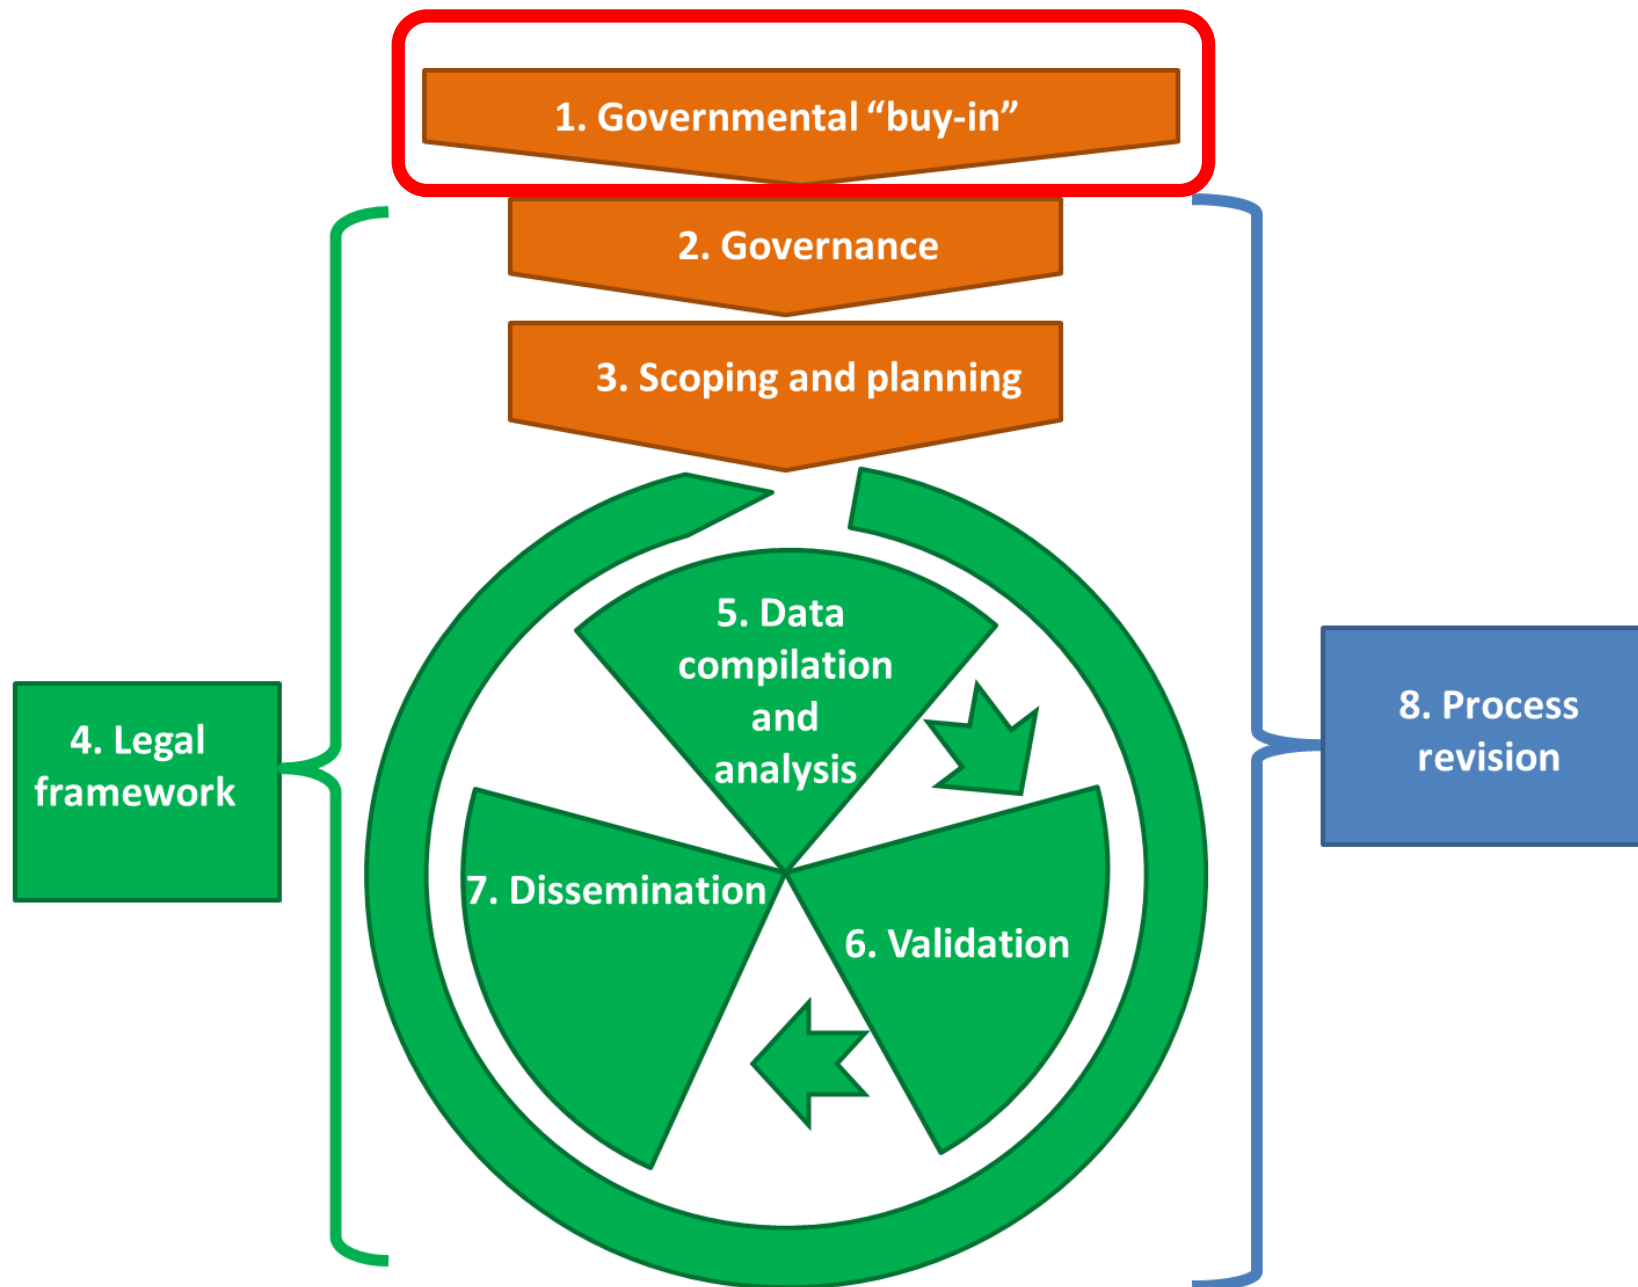 1. Governmental “buy-in”
2. Governance
3. Scoping and planning
4. Legal
framework
5. Data
compilation
and
analysis
6. Validation
7. Dissemination
8. Process
revision